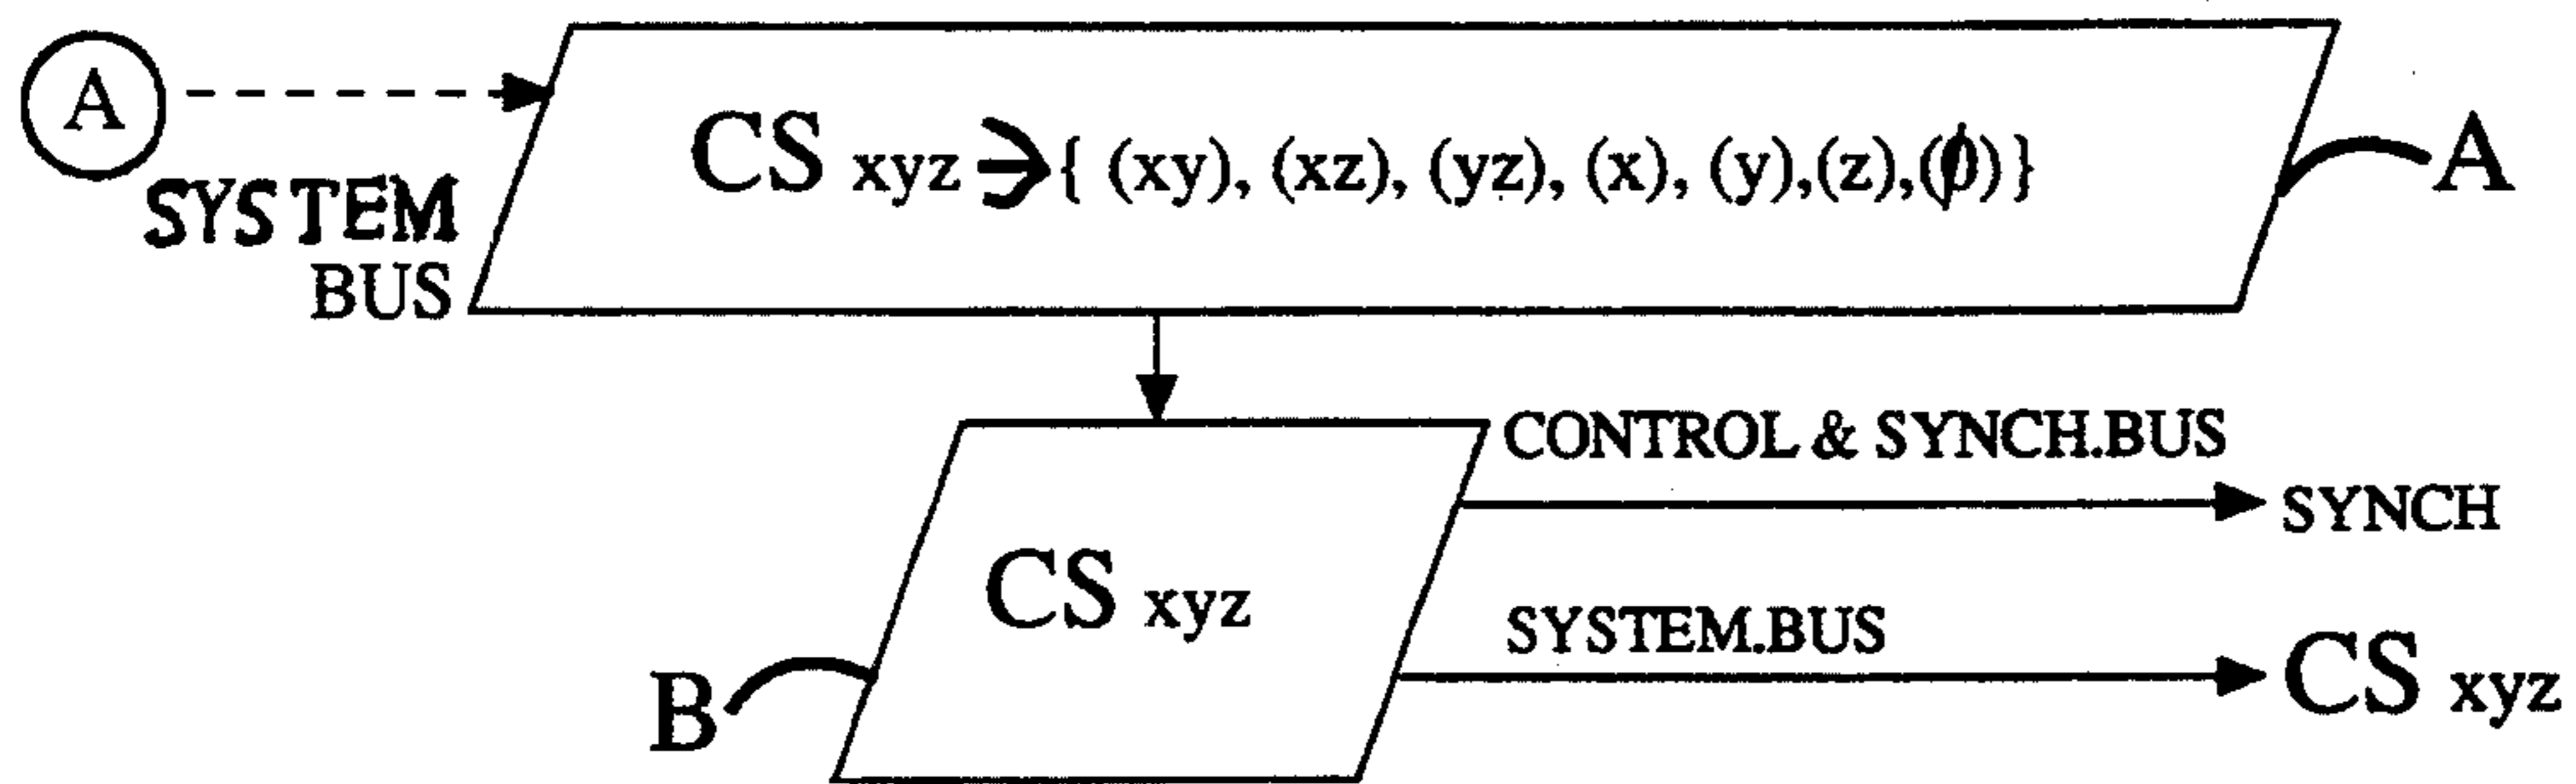 A
SYSTEM
BUS
CS xyz ∋ { (xy), (xz), (yz), (x), (y),(z),(ϕ)}
A
CS xyz
B
CONTROL & SYNCH.BUS
SYNCH
SYSTEM.BUS
CS xyz